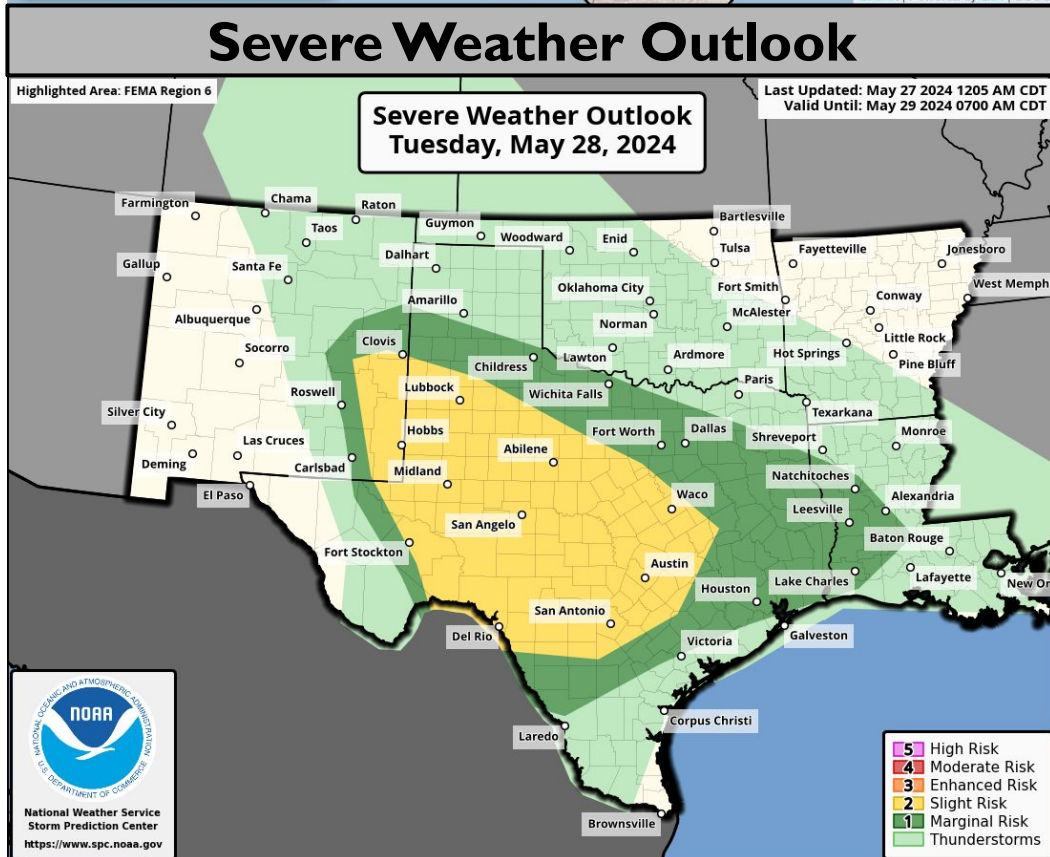 Severe Weather Outlook
Highlighted Area: FEMA Region 6
Last Updated: May 27 2024 1205 AM CDT
Valid Until: May 29 2024 0700 AM CDT
Severe Weather Outlook
Tuesday, May 28, 2024
Farmington
Chama
Raton
Taos
Guymon
Woodward
Enid
Bartlesville
Tulsa
Fayetteville
Jonesboro
Gallup
Santa Fe
Dalhart
Oklahoma City
Fort Smith
West Memph
Albuquerque
Amarillo
Norman
McAlester
Conway
Socorro
Clovis
Childress
Lawton
Ardmore
Hot Springs
Little Rock
Pine Bluff
Roswell
Lubbock
Wichita Falls
Paris
Texarkana
Silver City
Las Cruces
Hobbs
Abilene
Fort Worth
Dallas
Shreveport
Monroe
Deming
Carlsbad
Midland
Natchitoches
El Paso
Waco
Leesville
Alexandria
San Angelo
Baton Rouge
Fort Stockton
Austin
Houston
Lake Charles
Lafayette
New Or
San Antonio
Del Rio
Victoria
Galveston
Laredo
Corpus Christi
Brownsville
NATIONAL OCEANIC AND ATMOSPHERIC ADMINISTRATION
NOAA
U.S. DEPARTMENT OF COMMERCE
National Weather Service
Storm Prediction Center
https://www.spc.noaa.gov
5 High Risk
4 Moderate Risk
3 Enhanced Risk
2 Slight Risk
1 Marginal Risk
Thunderstorms